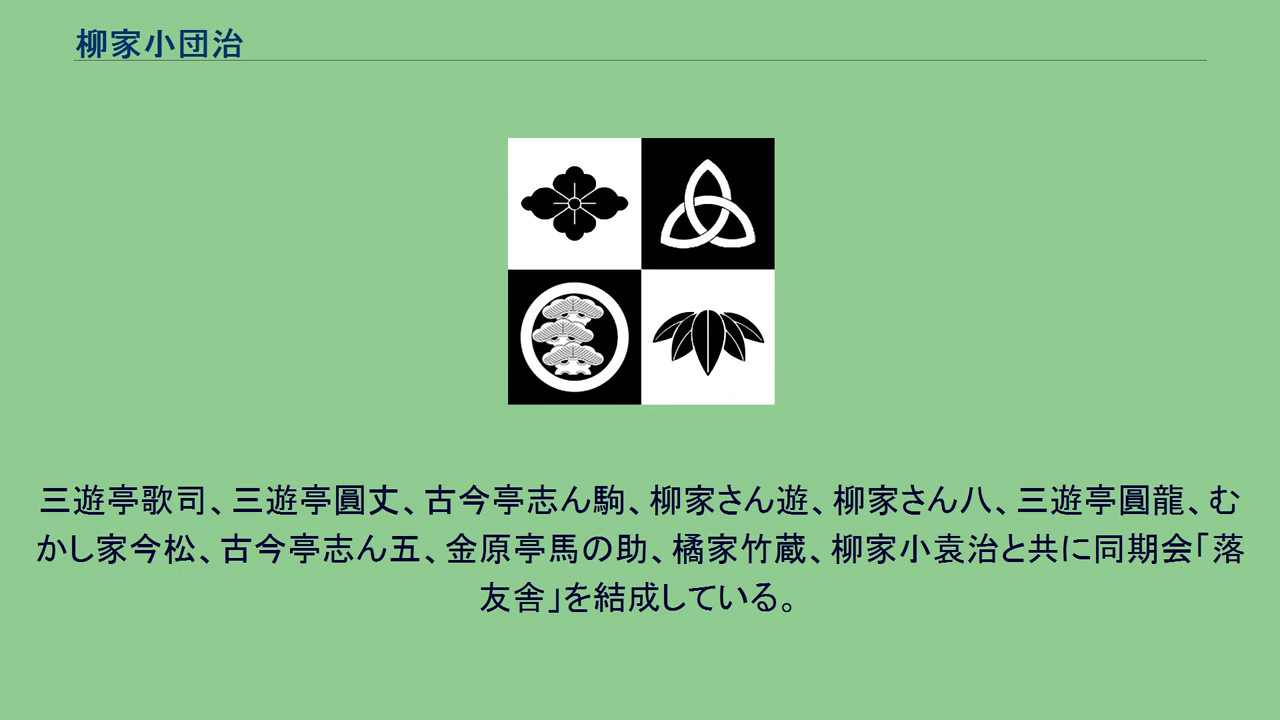 柳家小団治
三遊亭歌司、三遊亭圓丈、古今亭志ん駒、柳家さん遊、柳家さん八、三遊亭圓龍、む
かし家今松、古今亭志ん五、金原亭馬の助、橘家竹蔵、柳家小袁治と共に同期会「落
友舎」を結成している。